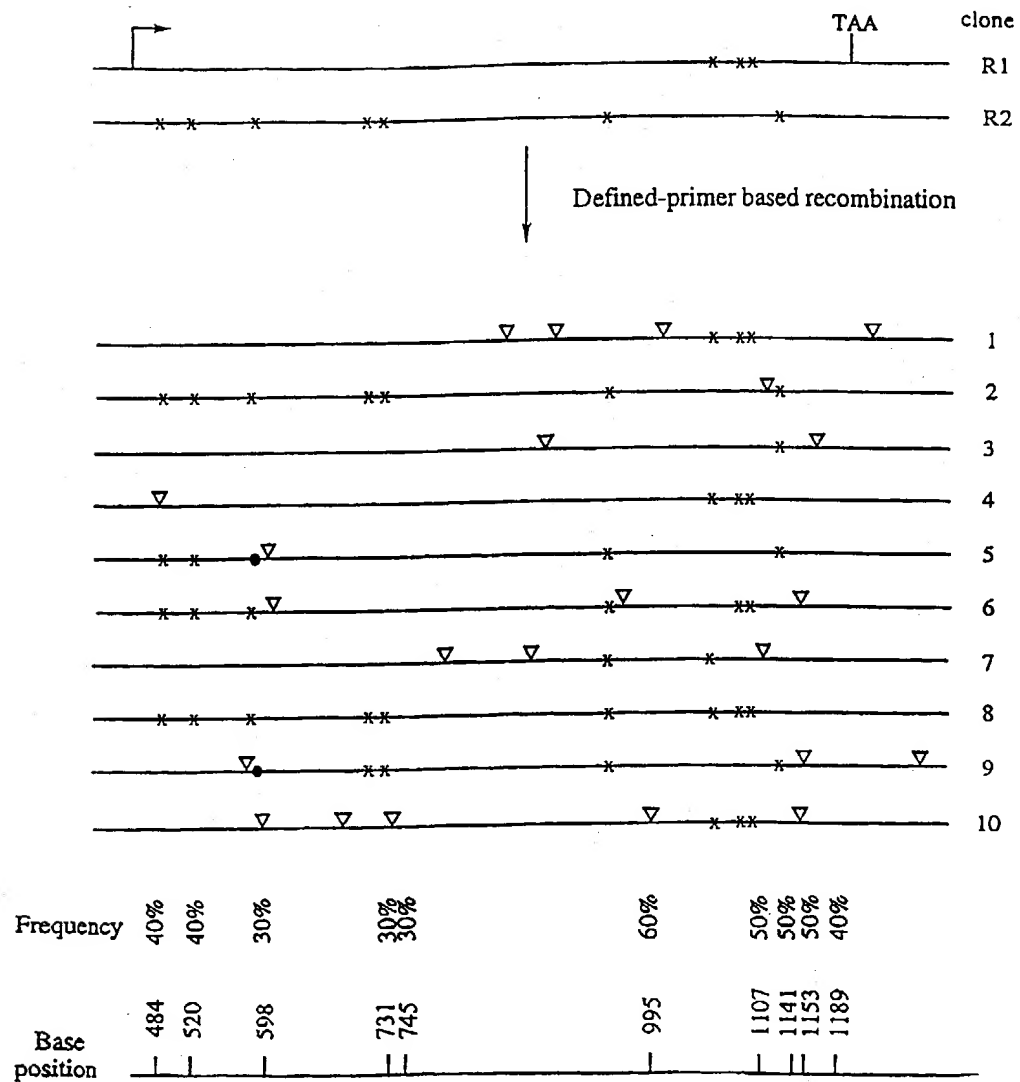 TAA clone
R1
R2
Defined-primer based recombination
1
2
3
4
5
6
7
8
9
10
Frequency 40% 40% 30% 30% 30% 60% 50% 50% 50% 40%
Base position 484 520 598 731 745 995 1107 1141 1153 1189